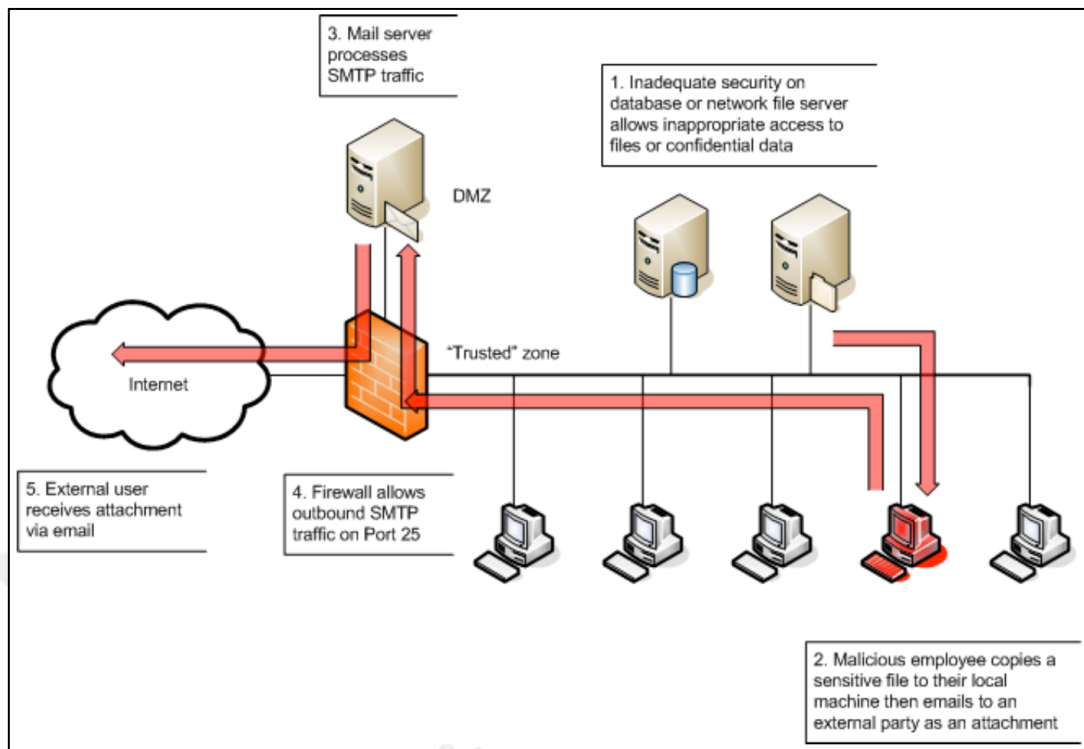 3. Mail server
processes
SMTP traffic
1. Inadequate security on
database or network file server
allows inappropriate access to
files or confidential data
DMZ
"Trusted" zone
Internet
5. External user
receives attachment
via email
4. Firewall allows
outbound SMTP
traffic on Port 25
2. Malicious employee copies a
sensitive file to their local
machine then emails to an
external party as an attachment